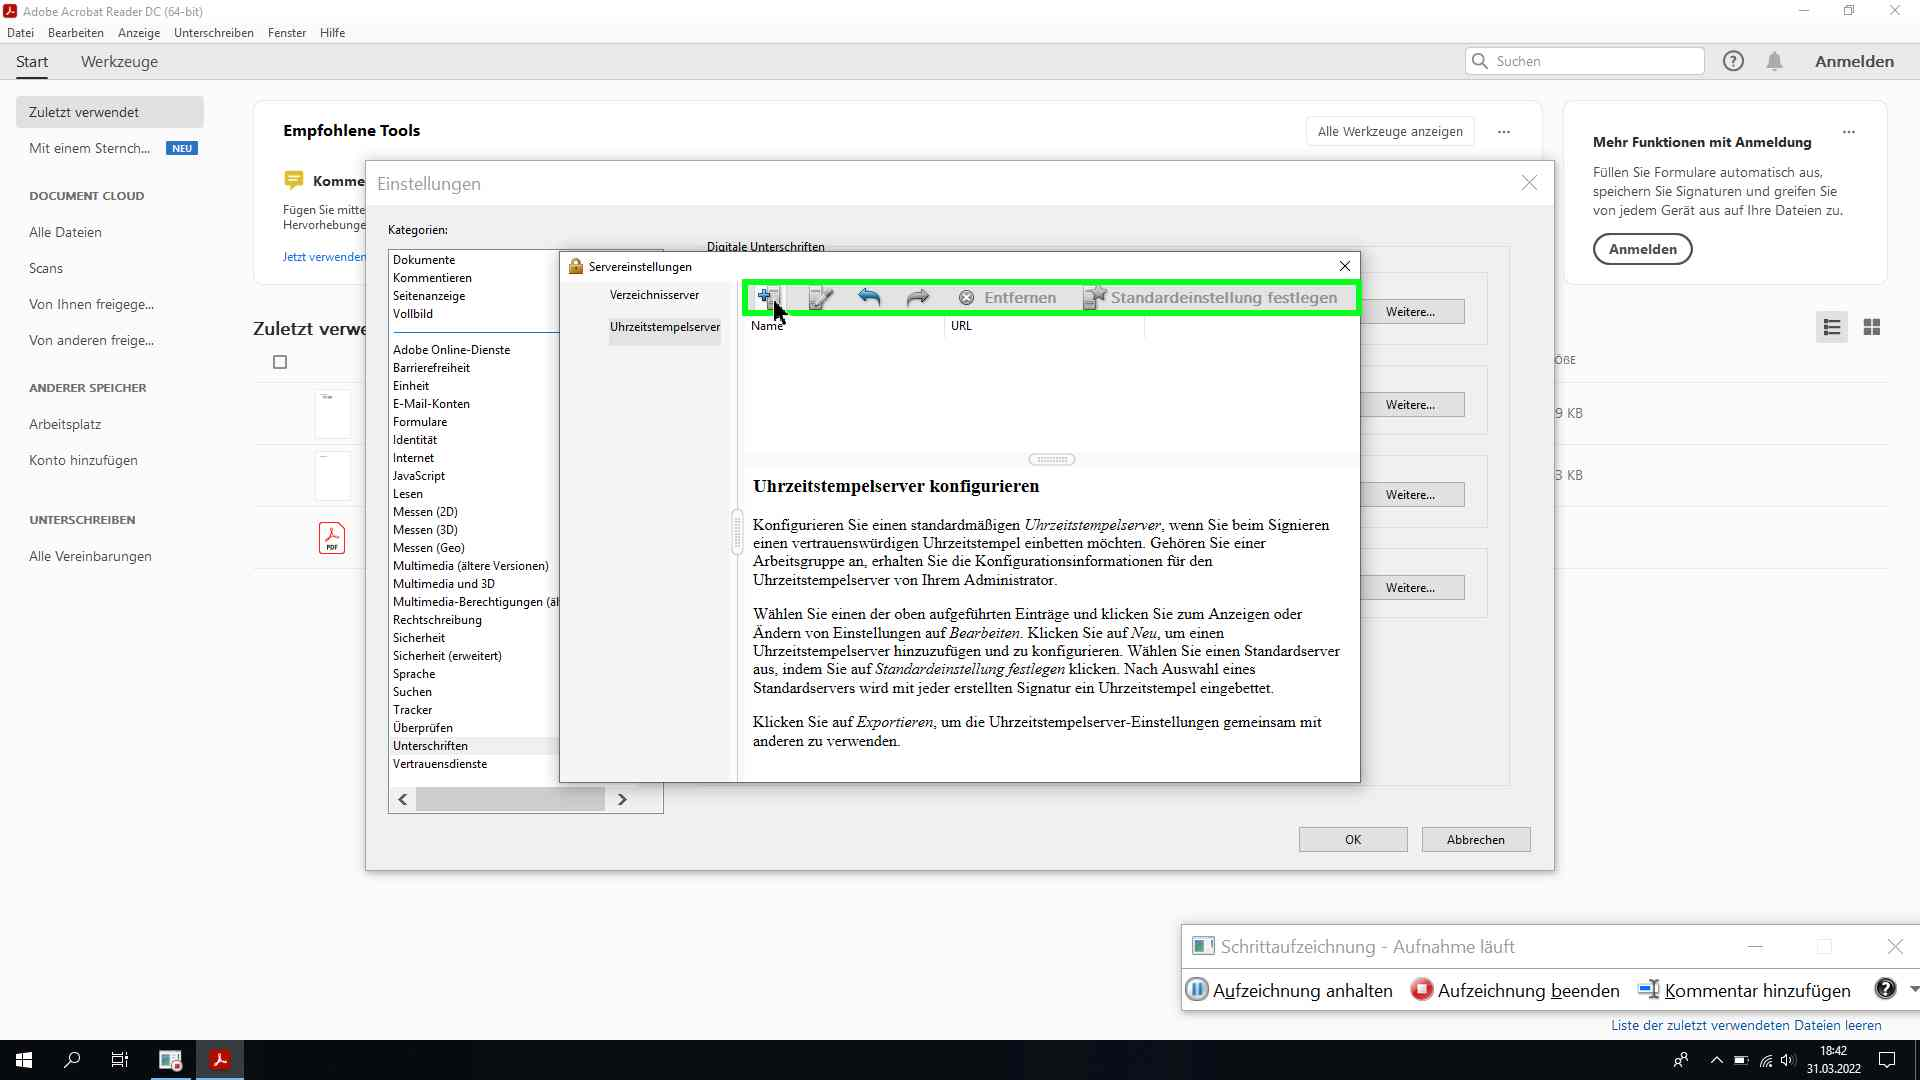 Adobe Acrobat Reader DC (64-bit)
Datei Bearbeiten Anzeige Unterschreiben Fenster Hilfe
Start Werkzeuge
Suchen
Anmelden
Zuletzt verwendet
Mit einem Sternch... NEU
DOCUMENT CLOUD
Alle Dateien
Scans
Von Ihnen freigege...
Von anderen freige...
ANDERER SPEICHER
Arbeitsplatz
Konto hinzufügen
UNTERSCHREIBEN
Alle Vereinbarungen
Empfohlene Tools
Alle Werkzeuge anzeigen
Komme
Fügen Sie mitte
Hervorhebunge
Jetzt verwenden
Zuletzt verwe
PDF
Mehr Funktionen mit Anmeldung
Füllen Sie Formulare automatisch aus,
speichern Sie Signaturen und greifen Sie
von jedem Gerät aus auf Ihre Dateien zu.
Anmelden
ÖßE
9 KB
3 KB
Einstellungen
Kategorien:
Dokumente
Kommentieren
Seitenanzeige
Vollbild
Adobe Online-Dienste
Barrierefreiheit
Einheit
E-Mail-Konten
Formulare
Identität
Internet
JavaScript
Lesen
Messen (2D)
Messen (3D)
Messen (Geo)
Multimedia (ältere Versionen)
Multimedia und 3D
Multimedia-Berechtigungen (äl
Rechtschreibung
Sicherheit
Sicherheit (erweitert)
Sprache
Suchen
Tracker
Überprüfen
Unterschriften
Vertrauensdienste
Digitale Unterschriften
Weitere...
Weitere...
Weitere...
Weitere...
OK
Abbrechen
Servereinstellungen
Verzeichnisserver
Uhrzeitstempelserver
Entfernen
Standardeinstellung festlegen
Name URL
Uhrzeitstempelserver konfigurieren
Konfigurieren Sie einen standardmäßigen Uhrzeitstempelserver, wenn Sie beim Signieren
einen vertrauenswürdigen Uhrzeitstempel einbetten möchten. Gehören Sie einer
Arbeitsgruppe an, erhalten Sie die Konfigurationsinformationen für den
Uhrzeitstempelserver von Ihrem Administrator.
Wählen Sie einen der oben aufgeführten Einträge und klicken Sie zum Anzeigen oder
Ändern von Einstellungen auf Bearbeiten. Klicken Sie auf Neu, um einen
Uhrzeitstempelserver hinzuzufügen und zu konfigurieren. Wählen Sie einen Standardserver
aus, indem Sie auf Standardeinstellung festlegen klicken. Nach Auswahl eines
Standardservers wird mit jeder erstellten Signatur ein Uhrzeitstempel eingebettet.
Klicken Sie auf Exportieren, um die Uhrzeitstempelserver-Einstellungen gemeinsam mit
anderen zu verwenden.
Schrittaufzeichnung - Aufnahme läuft
Aufzeichnung anhalten
Aufzeichnung beenden
Kommentar hinzufügen
Liste der zuletzt verwendeten Dateien leeren
18:42
31.03.2022